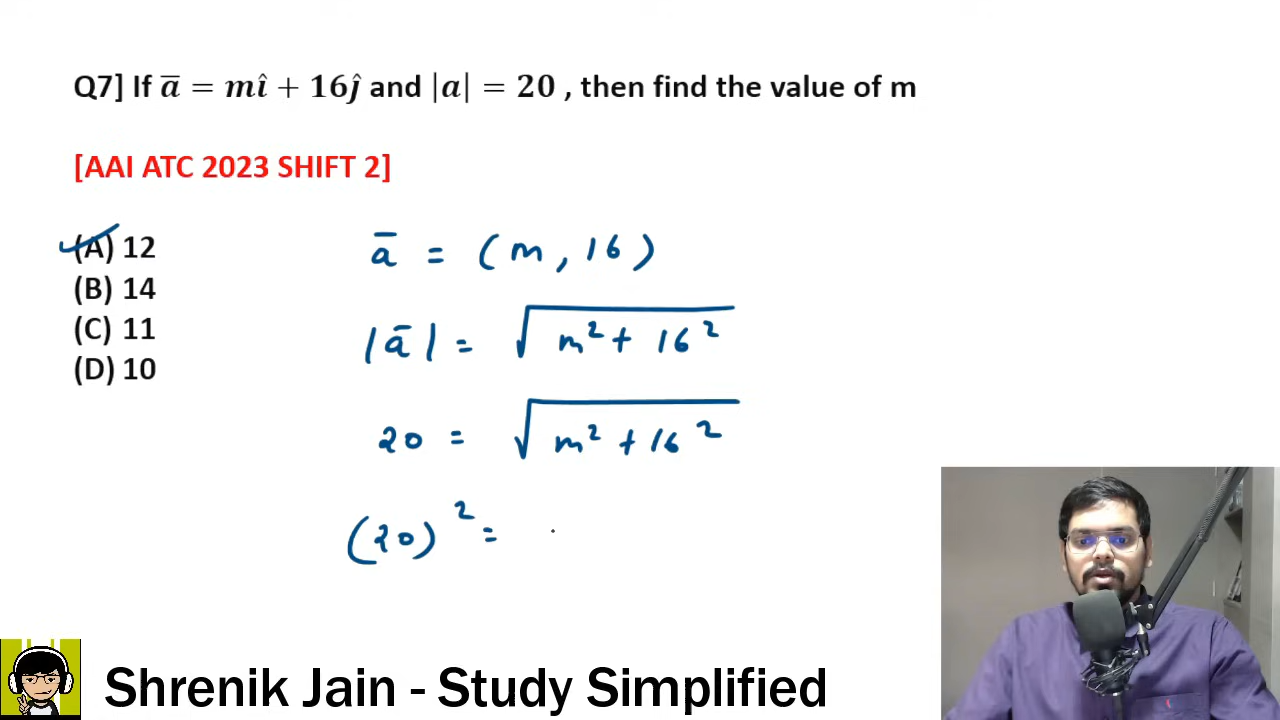 Q7] If a̅ = mî + 16ĵ and |a| = 20 , then find the value of m
[AAI ATC 2023 SHIFT 2]
(A) 12
(B) 14
(C) 11
(D) 10
a̅ = (m, 16)
|a̅| = √(m² + 16²)
20 = √(m² + 16²)
(20)² =
Shrenik Jain - Study Simplified